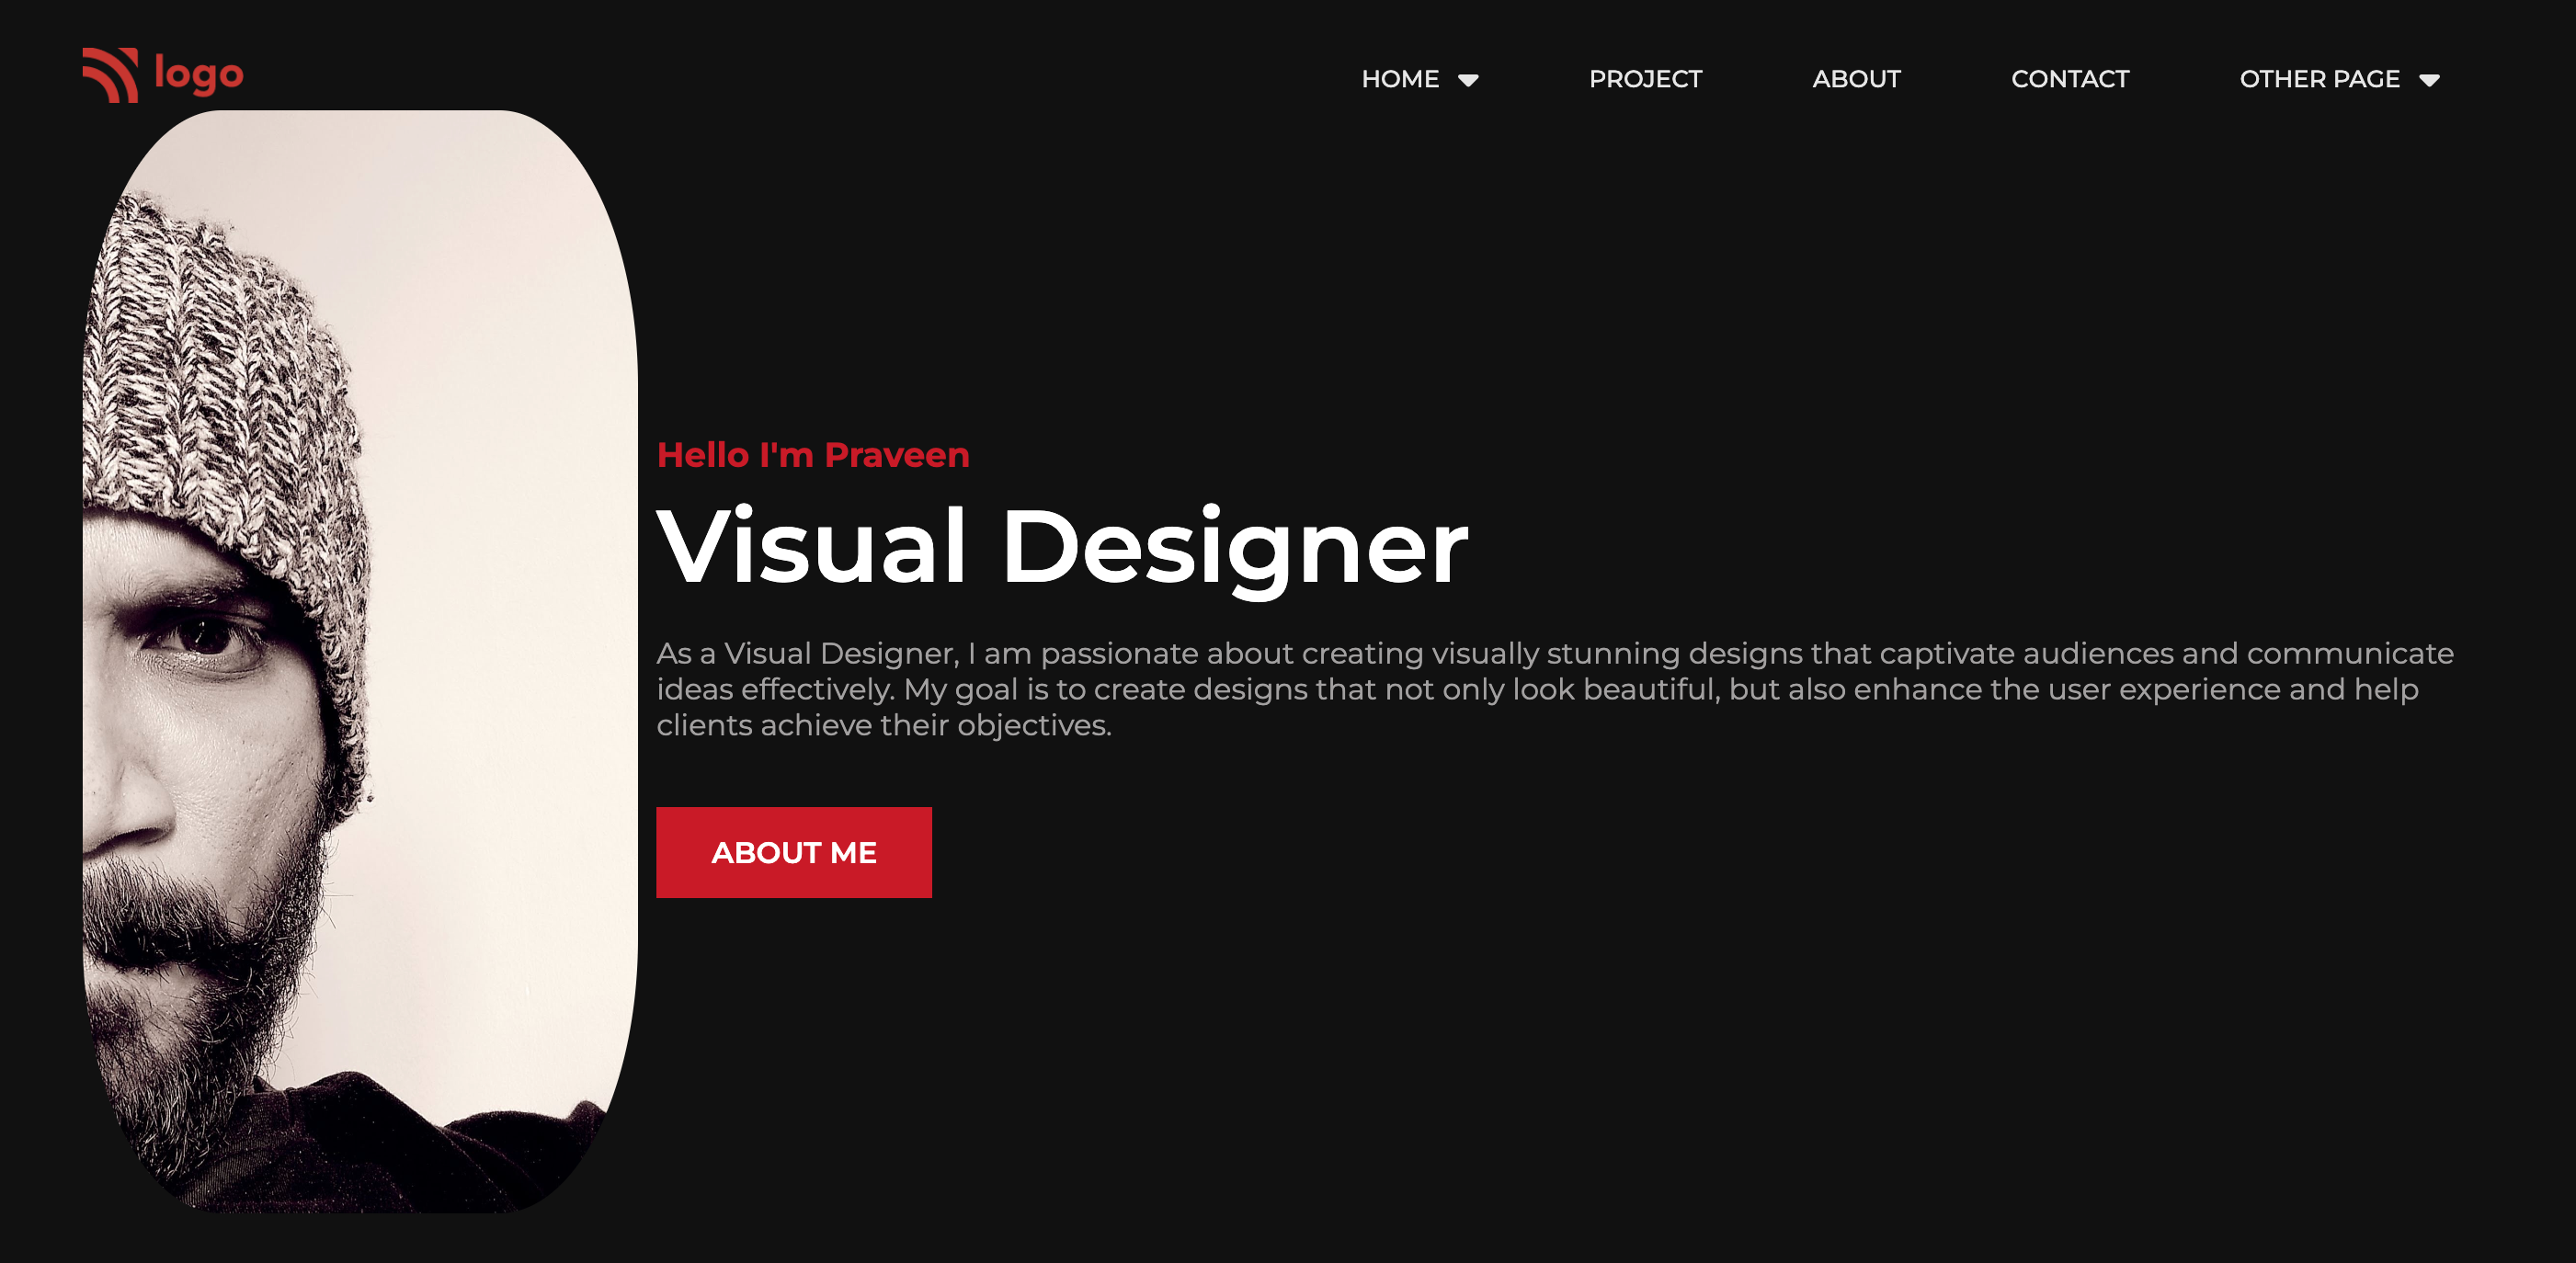 logo
HOME
PROJECT
ABOUT
CONTACT
OTHER PAGE
Hello I'm Praveen
Visual Designer
As a Visual Designer, I am passionate about creating visually stunning designs that captivate audiences and communicate
ideas effectively. My goal is to create designs that not only look beautiful, but also enhance the user experience and help
clients achieve their objectives.
ABOUT ME